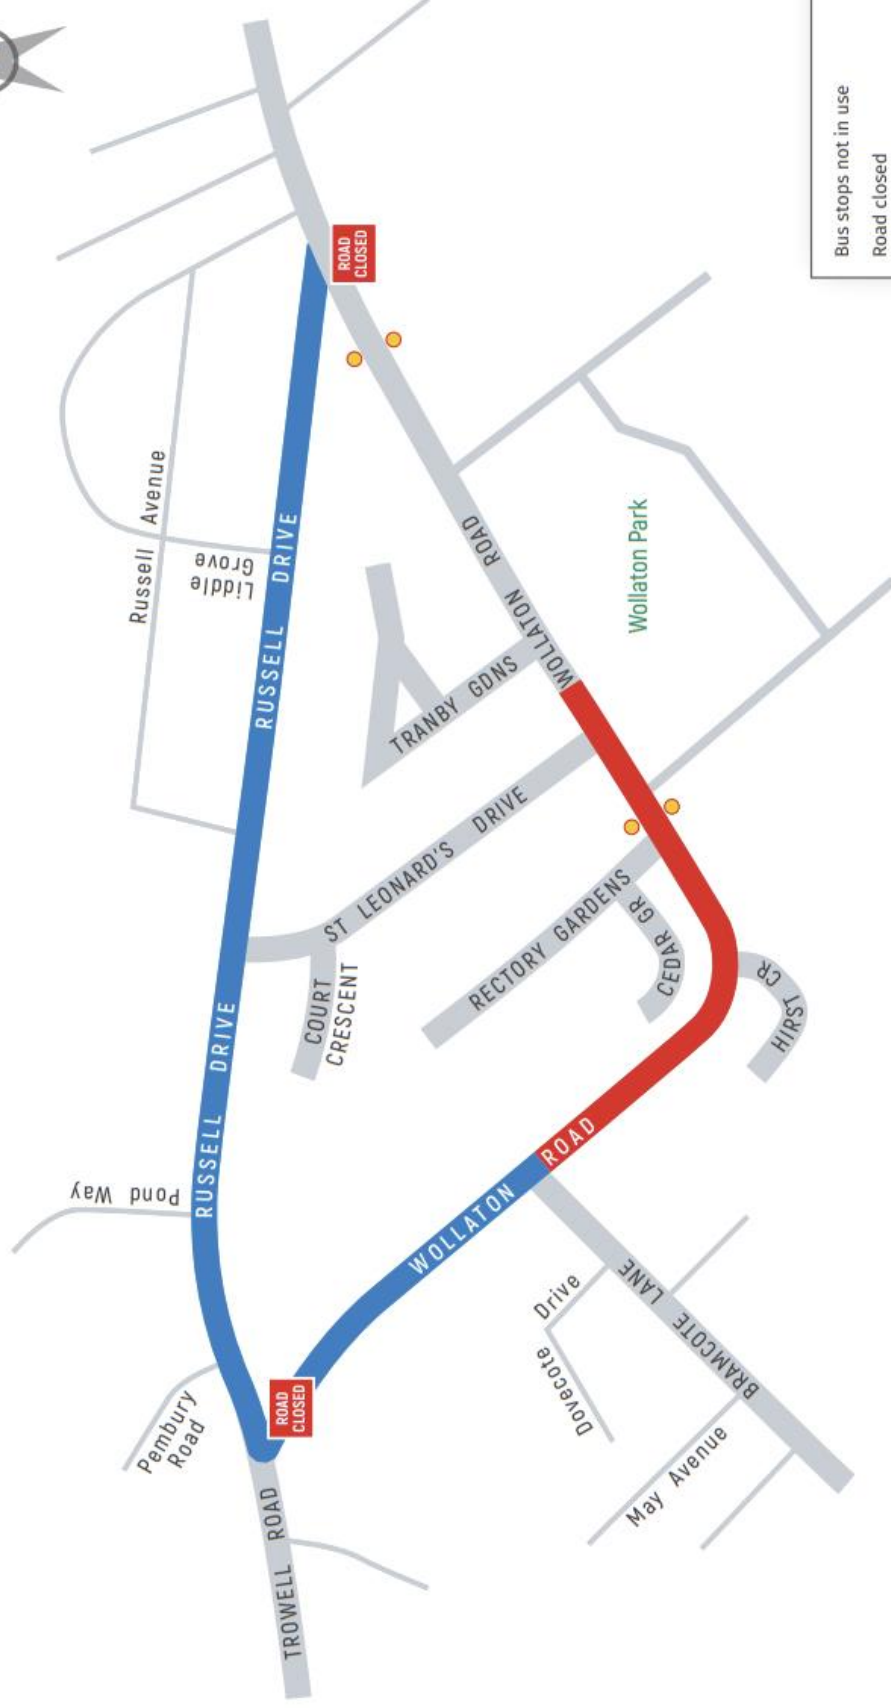 ROAD
CLOSED
Russell Avenue
Liddle
Grove
RUSSELL DRIVE
ROAD
WOLLATON
Wollaton Park
TRANBY GDNS
ST LEONARD'S DRIVE
COURT
CRESCENT
RECTORY GARDENS
CEDAR GR
HIRST CR
RUSSELL DRIVE
Pond Way
WOLLATON ROAD
Dovecote Drive
BRAMCOTE LANE
May Avenue
Pembury
Road
ROAD
CLOSED
TROWELL ROAD
Bus stops not in use
Road closed